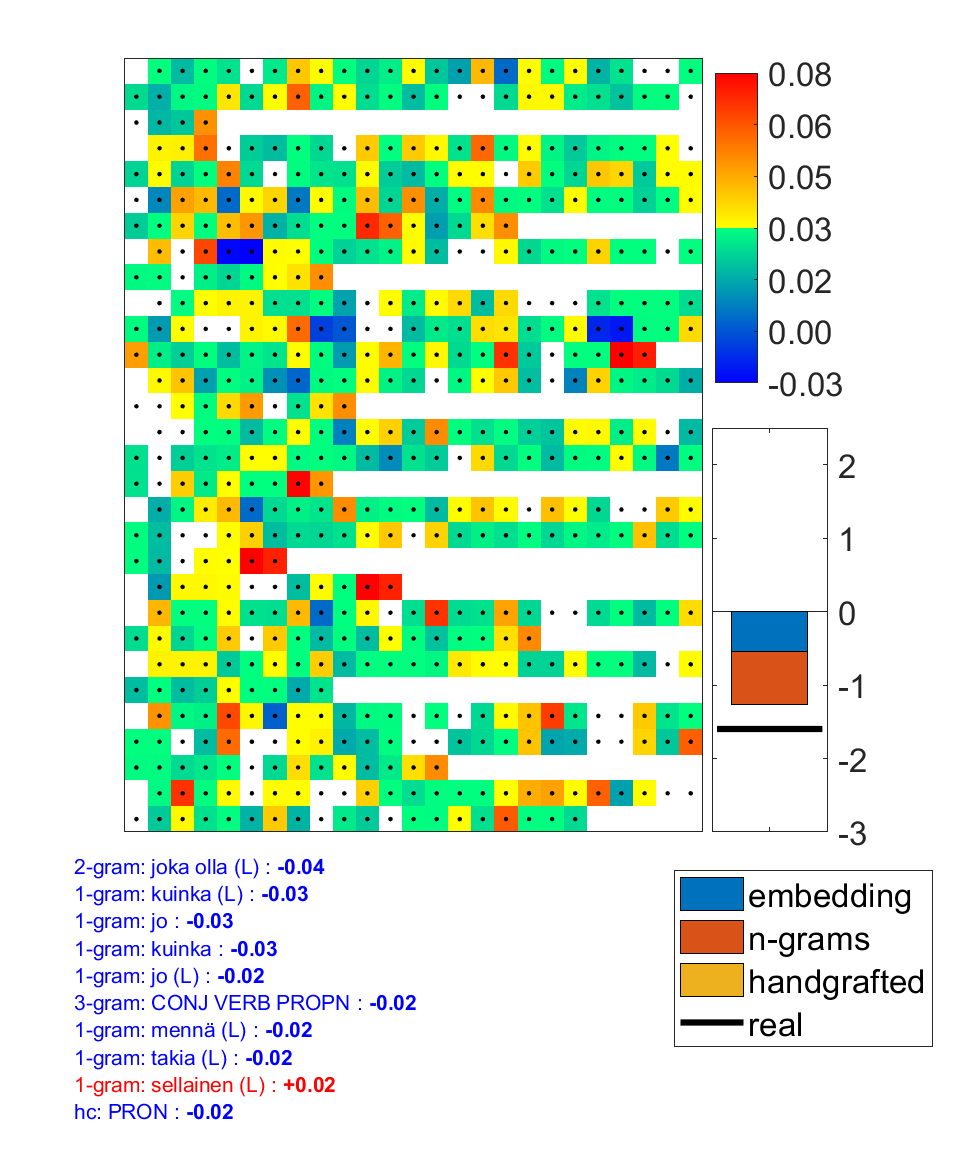 0.08
0.06
0.05
0.03
0.02
0.00
-0.03
2
1
0
-1
-2
-3
2-gram: joka olla (L) : -0.04
1-gram: kuinka (L) : -0.03
1-gram: jo : -0.03
1-gram: kuinka : -0.03
1-gram: jo (L) : -0.02
3-gram: CONJ VERB PROPN : -0.02
1-gram: mennä (L) : -0.02
1-gram: takia (L) : -0.02
1-gram: sellainen (L) : +0.02
hc: PRON : -0.02
embedding
n-grams
handgrafted
real